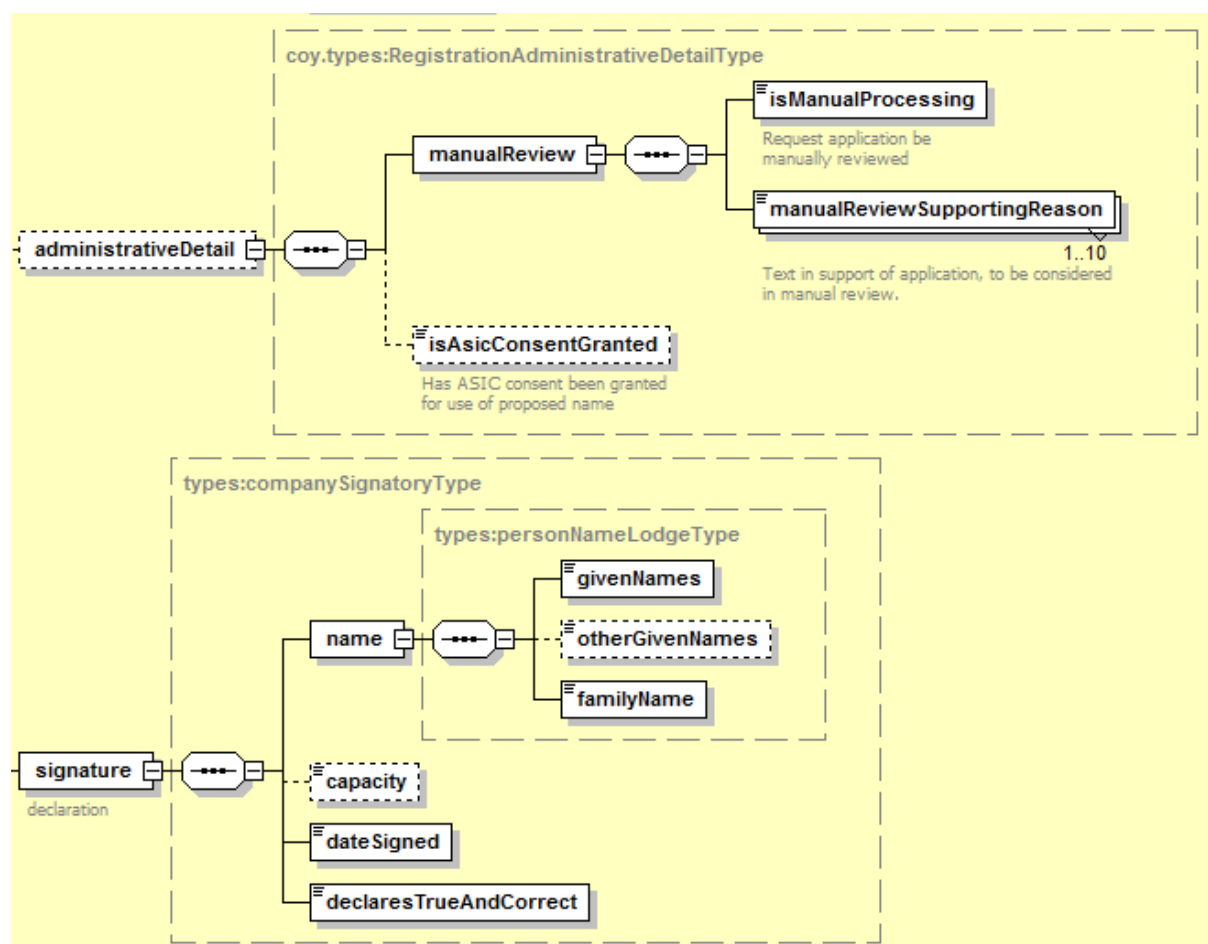 coy.types:RegistrationAdministrativeDetailType
isManualProcessing
Request application be
manually reviewed
manualReview
manualReviewSupportingReason
1..10
Text in support of application, to be considered
in manual review.
administrativeDetail
isAsicConsentGranted
Has ASIC consent been granted
for use of proposed name
types:companySignatoryType
types:personNameLodgeType
givenNames
name
otherGivenNames
familyName
signature
declaration
capacity
dateSigned
declaresTrueAndCorrect